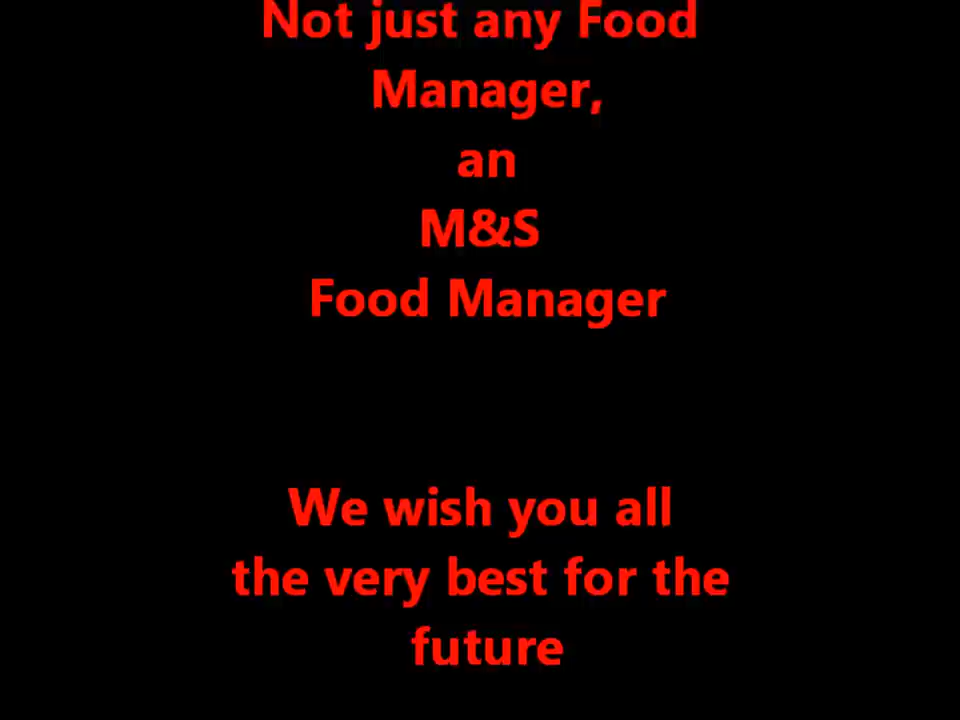 Not just any Food
Manager,
an
M&S
Food Manager
We wish you all
the very best for the
future